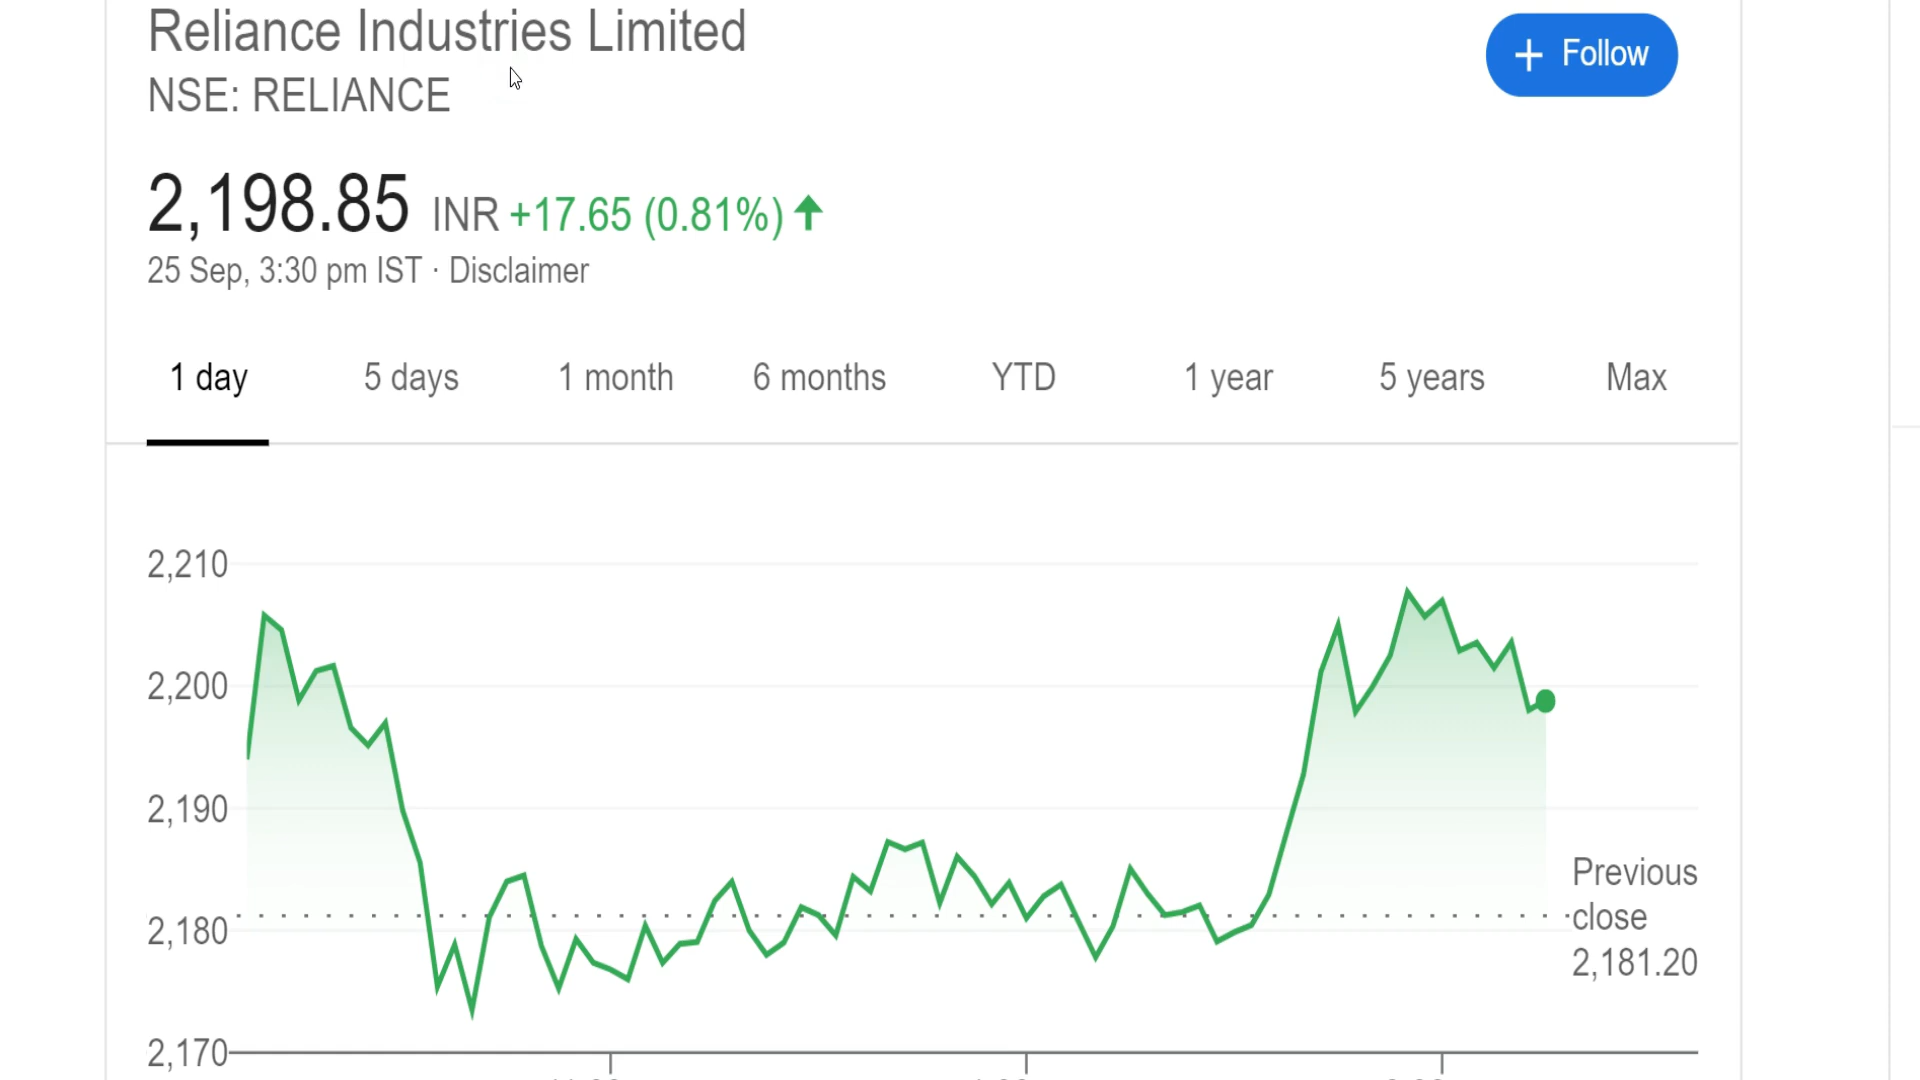 Reliance Industries Limited
+ Follow
NSE: RELIANCE
2,198.85 INR +17.65 (0.81%)
25 Sep, 3:30 pm IST · Disclaimer
1 day 5 days 1 month 6 months YTD 1 year 5 years Max
2,210
2,200
2,190
2,180
2,170
Previous
close
2,181.20